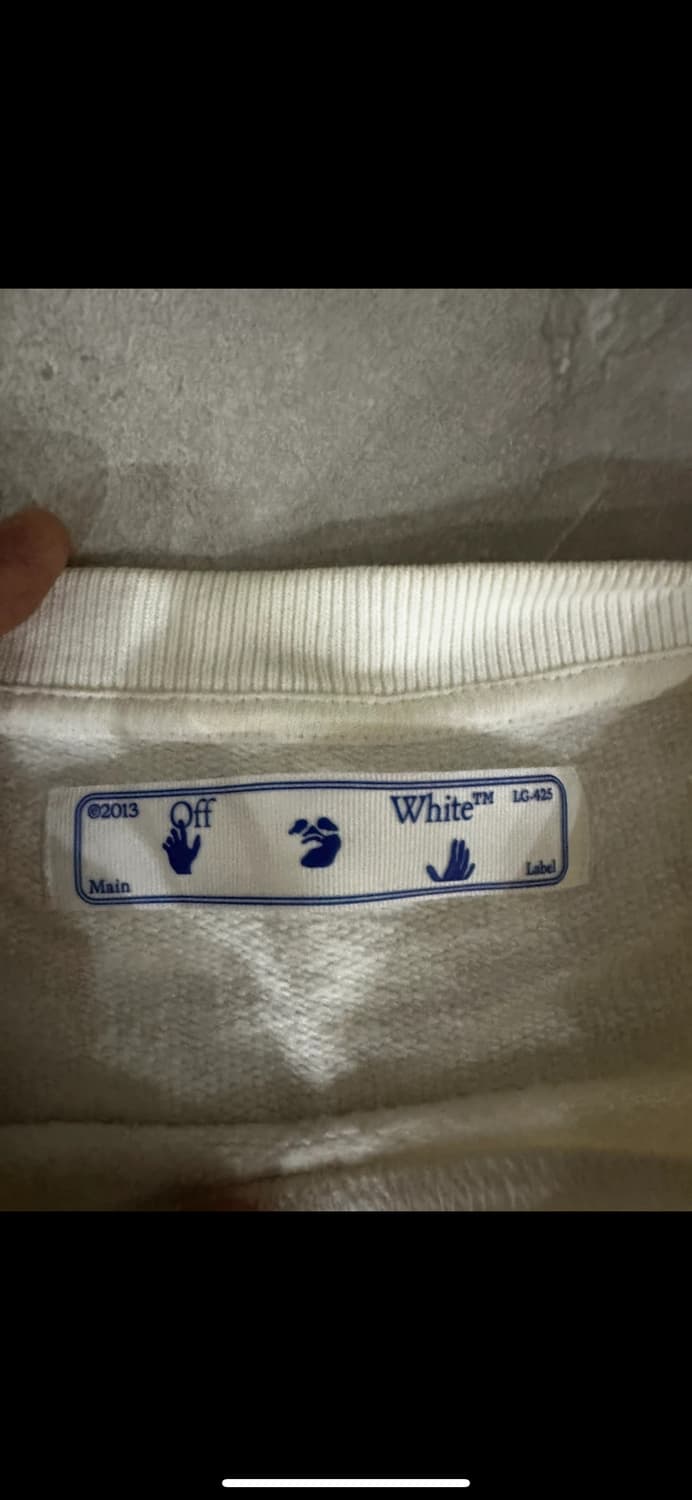 ©2013 Off White™ LG-425
Main Label